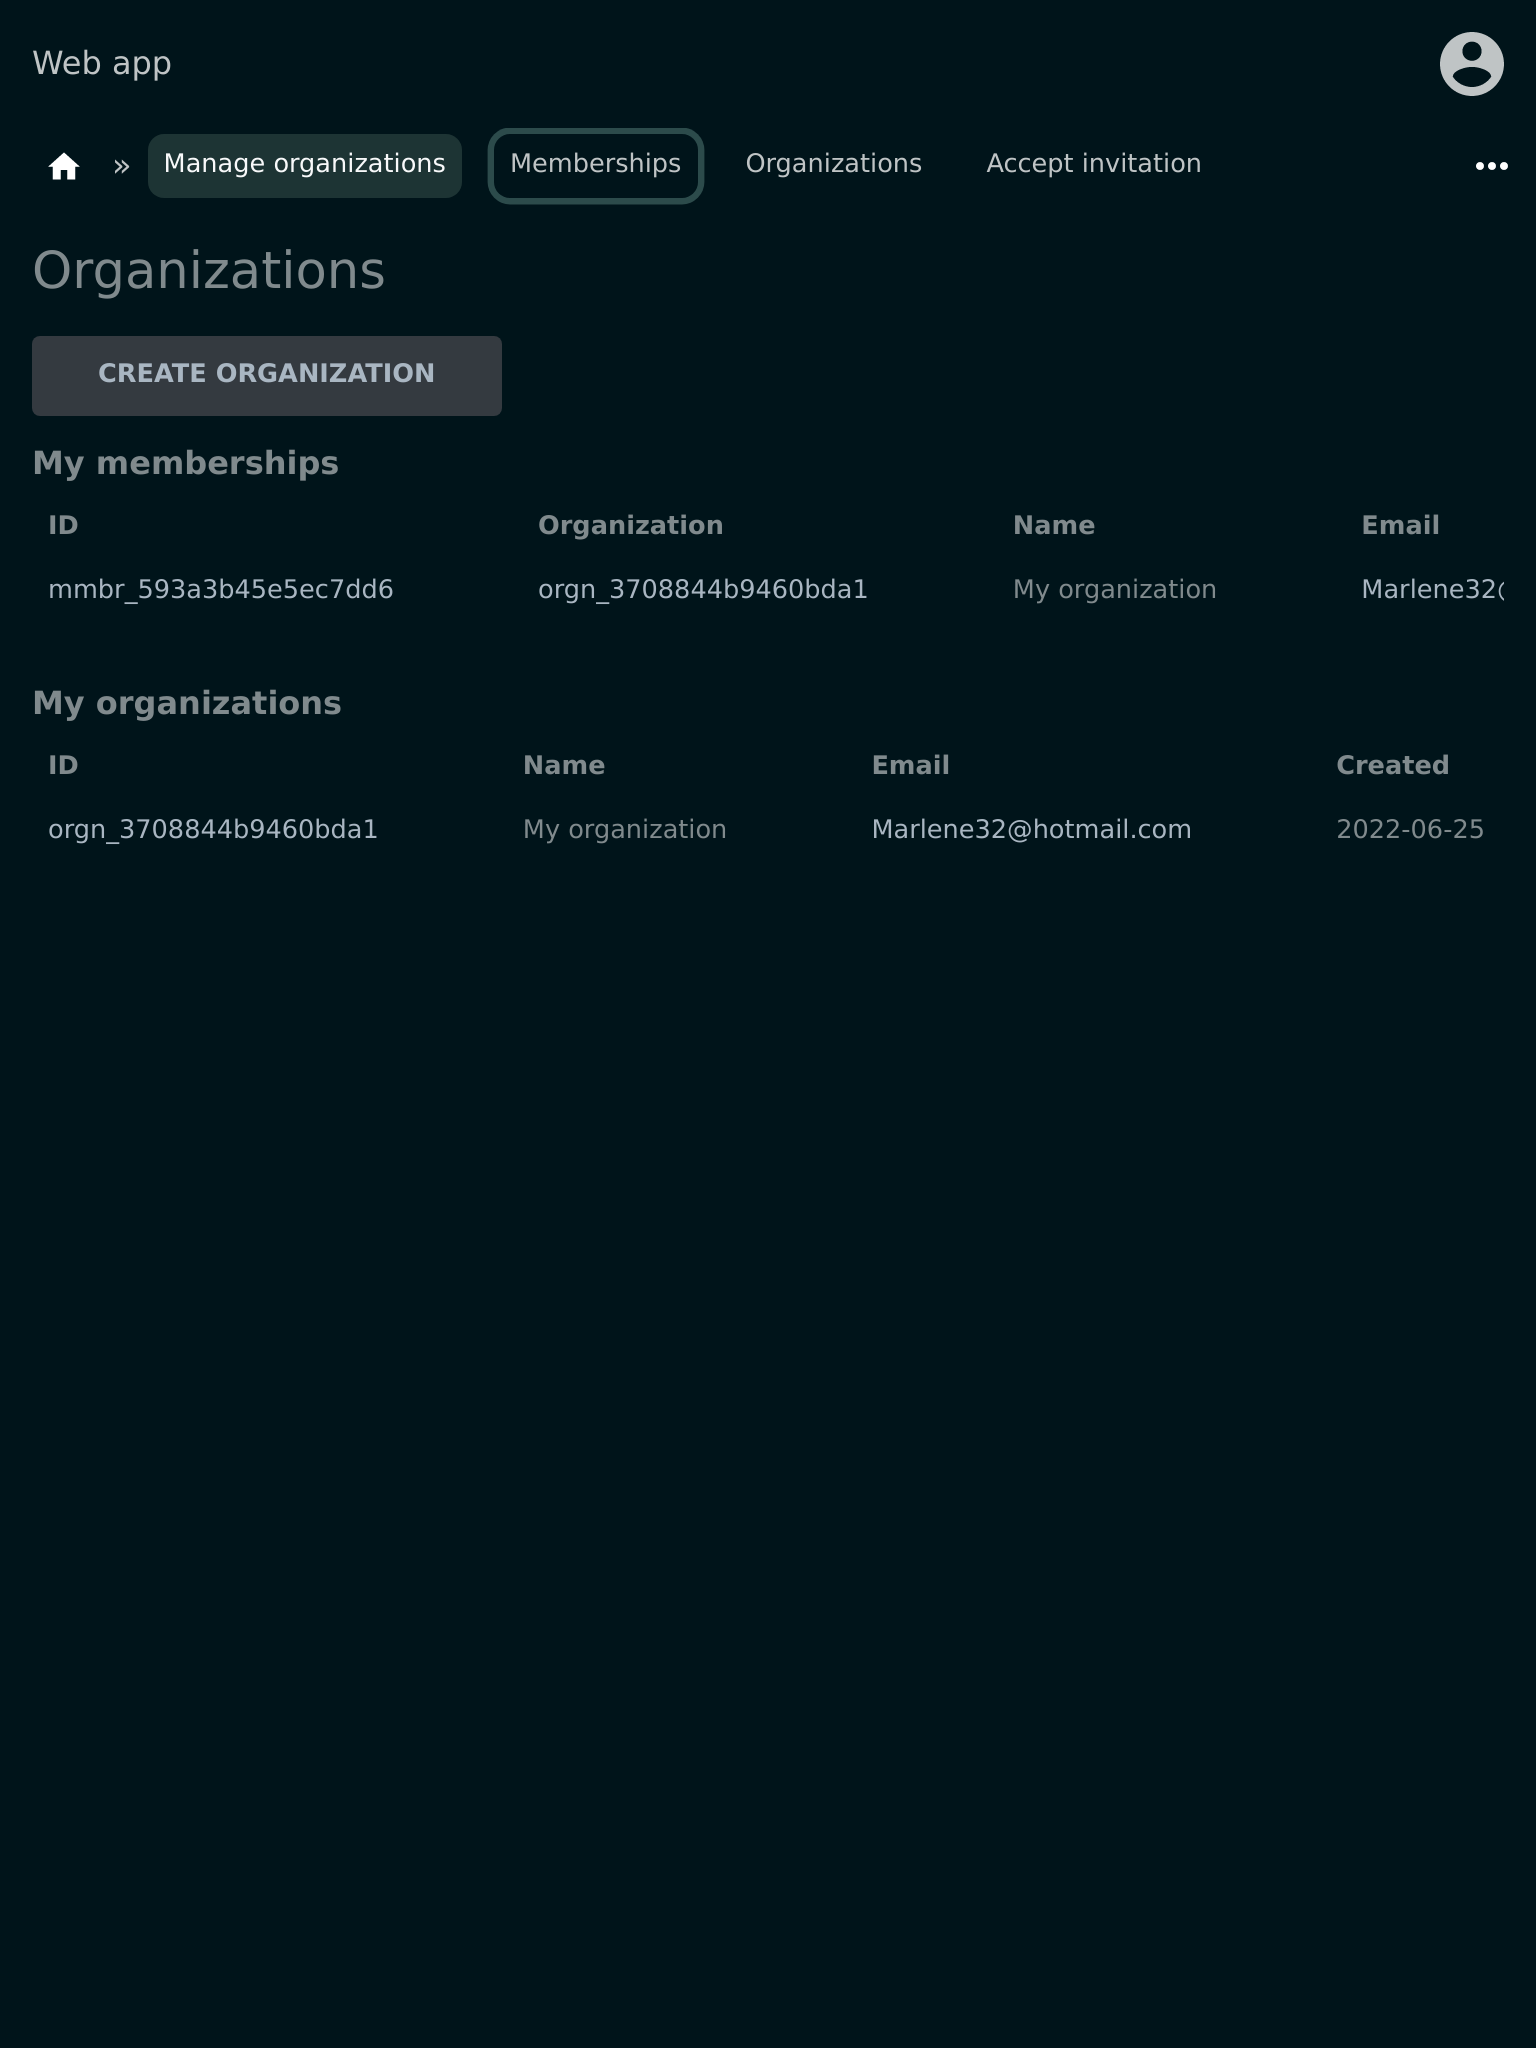 Web app
» Manage organizations Memberships Organizations Accept invitation
Organizations
CREATE ORGANIZATION
My memberships
ID Organization Name Email
mmbr_593a3b45e5ec7dd6 orgn_3708844b9460bda1 My organization Marlene32@
My organizations
ID Name Email Created
orgn_3708844b9460bda1 My organization Marlene32@hotmail.com 2022-06-25